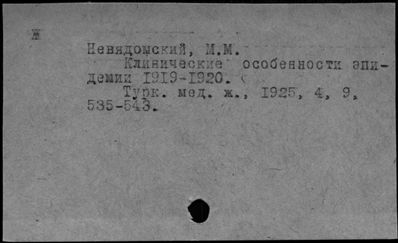 Ж
Невядомский, М.М.
Клинические особенности эпи-
демии 1919-1920.
Турк. мед. ж., 1925, 4, 9,
535-543.